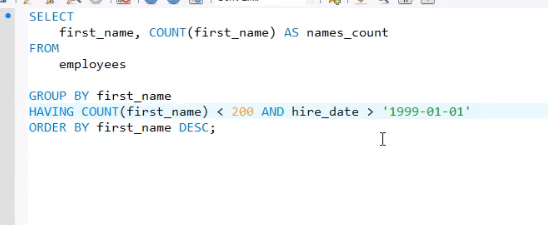 SELECT
first_name, COUNT(first_name) AS names_count
FROM
employees
GROUP BY first_name
HAVING COUNT(first_name) < 200 AND hire_date > '1999-01-01'
ORDER BY first_name DESC;